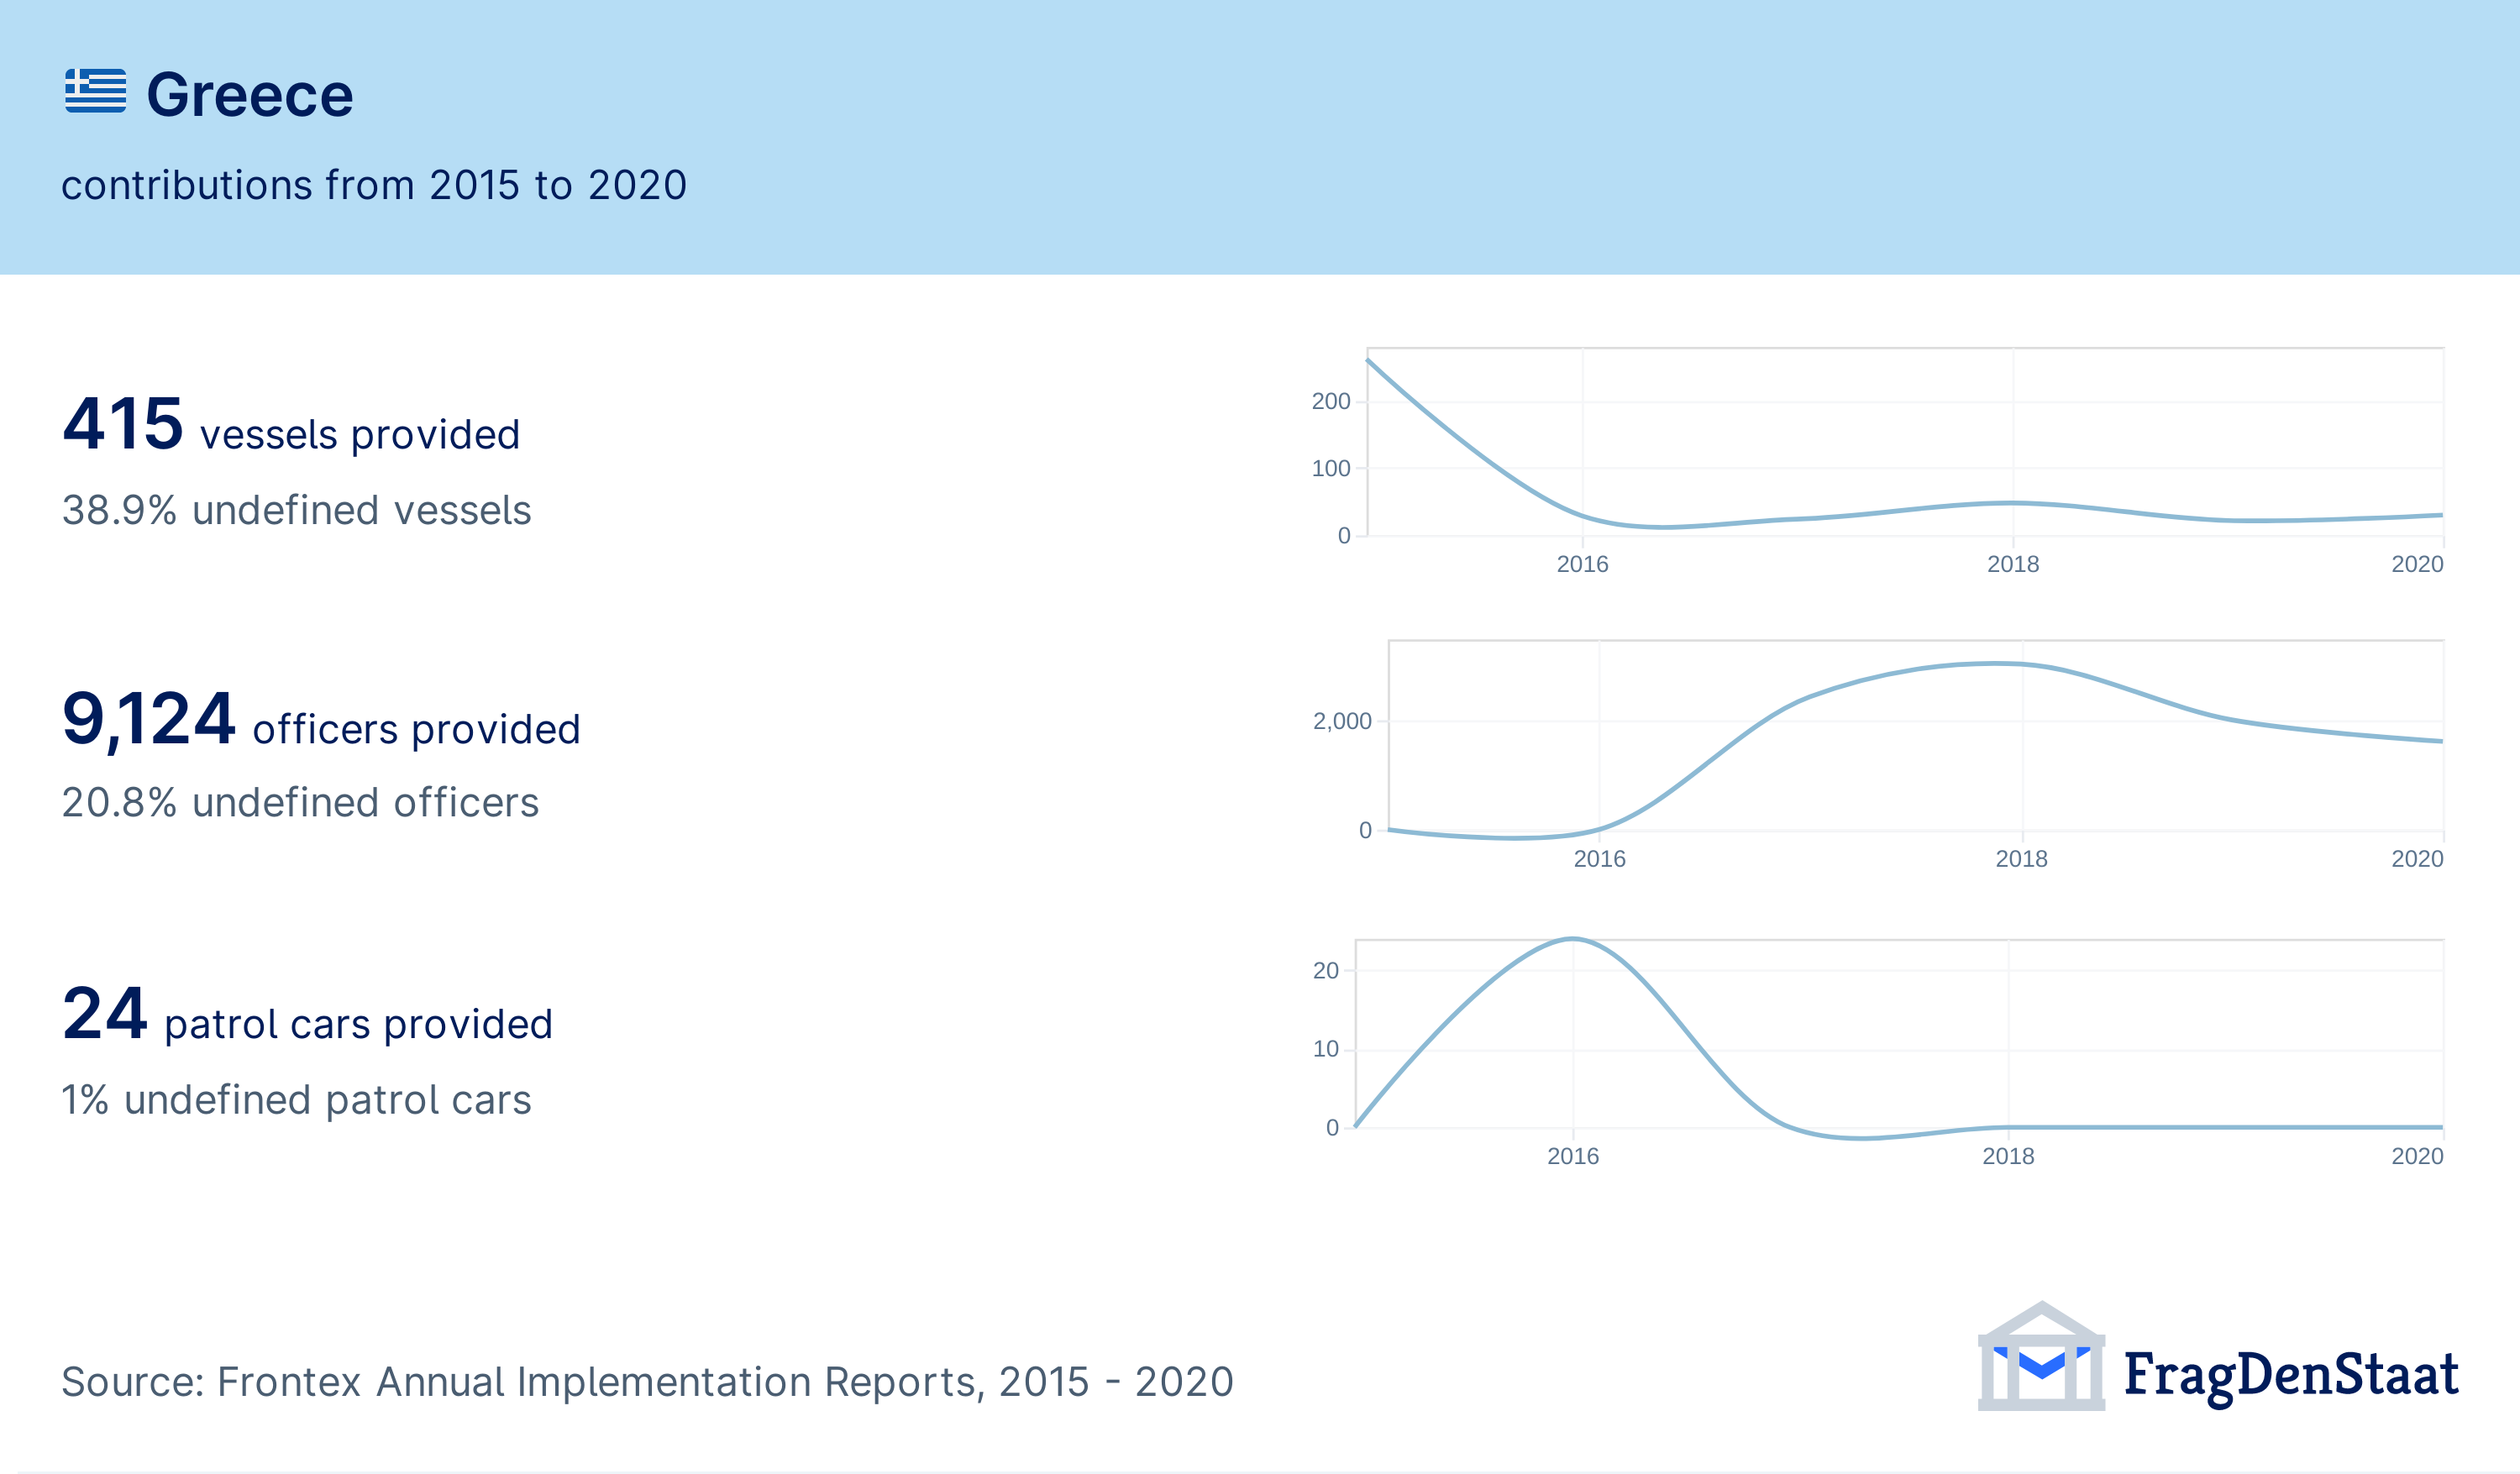 Greece
contributions from 2015 to 2020
415 vessels provided
38.9% undefined vessels
200
100
0
2016
2018
2020
9,124 officers provided
20.8% undefined officers
2,000
0
2016
2018
2020
24 patrol cars provided
1% undefined patrol cars
20
10
0
2016
2018
2020
Source: Frontex Annual Implementation Reports, 2015 - 2020
FragDenStaat